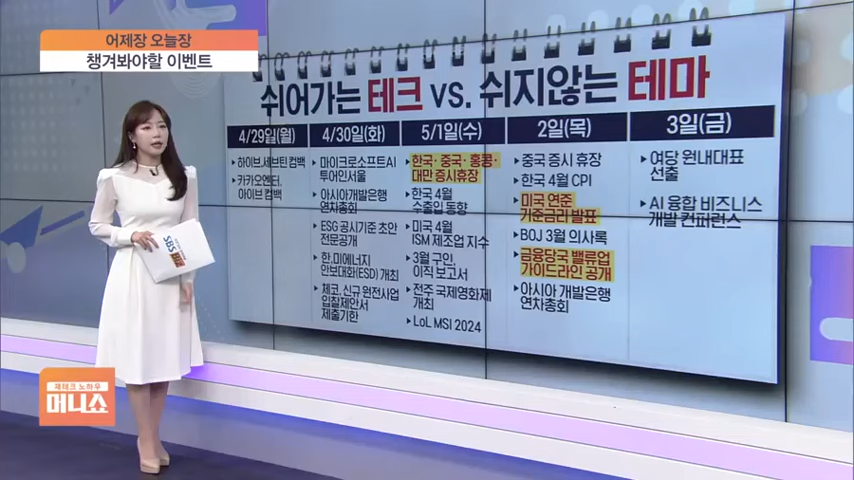 어제장 오늘장
챙겨봐야할 이벤트
쉬어가는 테크 vs. 쉬지않는 테마
4/29일(월)
하이브.세븐틴 컴백
카카오엔터.
아이브 컴백
4/30일(화)
마이크로소프트AI
투어인서울
아시아개발은행
연차총회
ESG 공시기준 초안
전문공개
한.미에너지
안보대화(ESD) 개최
체코, 신규 원전사업
입찰제안서
제출기한
5/1일(수)
한국·중국·홍콩·
대만 증시휴장
한국 4월
수출입 동향
미국 4월
ISM 제조업 지수
3월 구인,
이직 보고서
전주 국제영화제
개최
LoL MSI 2024
2일(목)
중국 증시 휴장
한국 4월 CPI
미국 연준
기준금리 발표
BOJ 3월 의사록
금융당국 밸류업
가이드라인 공개
아시아 개발은행
연차총회
3일(금)
여당 원내대표
선출
AI 융합 비즈니스
개발 컨퍼런스
SBS Biz
재테크 노하우
머니쇼